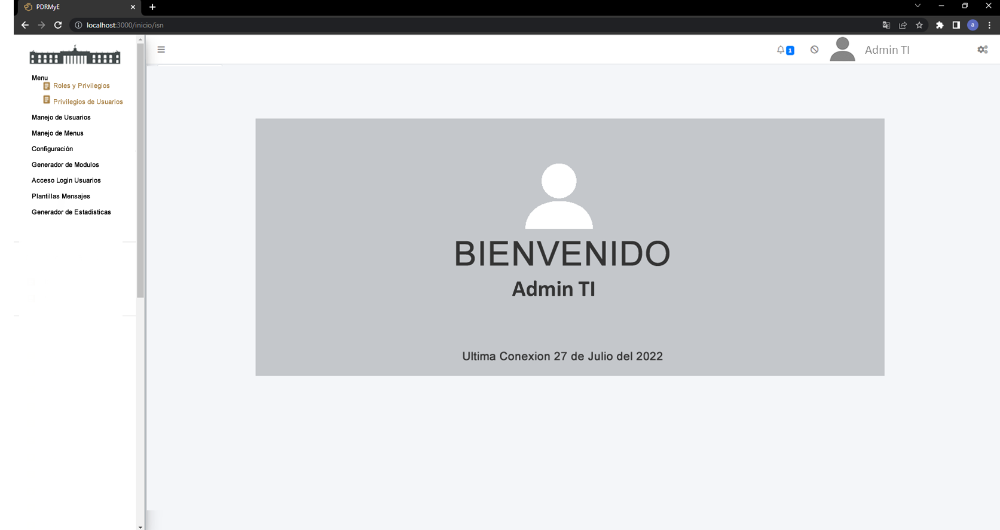 PDRMyE
localhost:3000/inicio/isn
a
1
Admin TI
Menu
Roles y Privilegios
Privilegios de Usuarios
Manejo de Usuarios
Manejo de Menus
Configuración
Generador de Modulos
Acceso Login Usuarios
Plantillas Mensajes
Generador de Estadisticas
BIENVENIDO
Admin TI
Ultima Conexion 27 de Julio del 2022